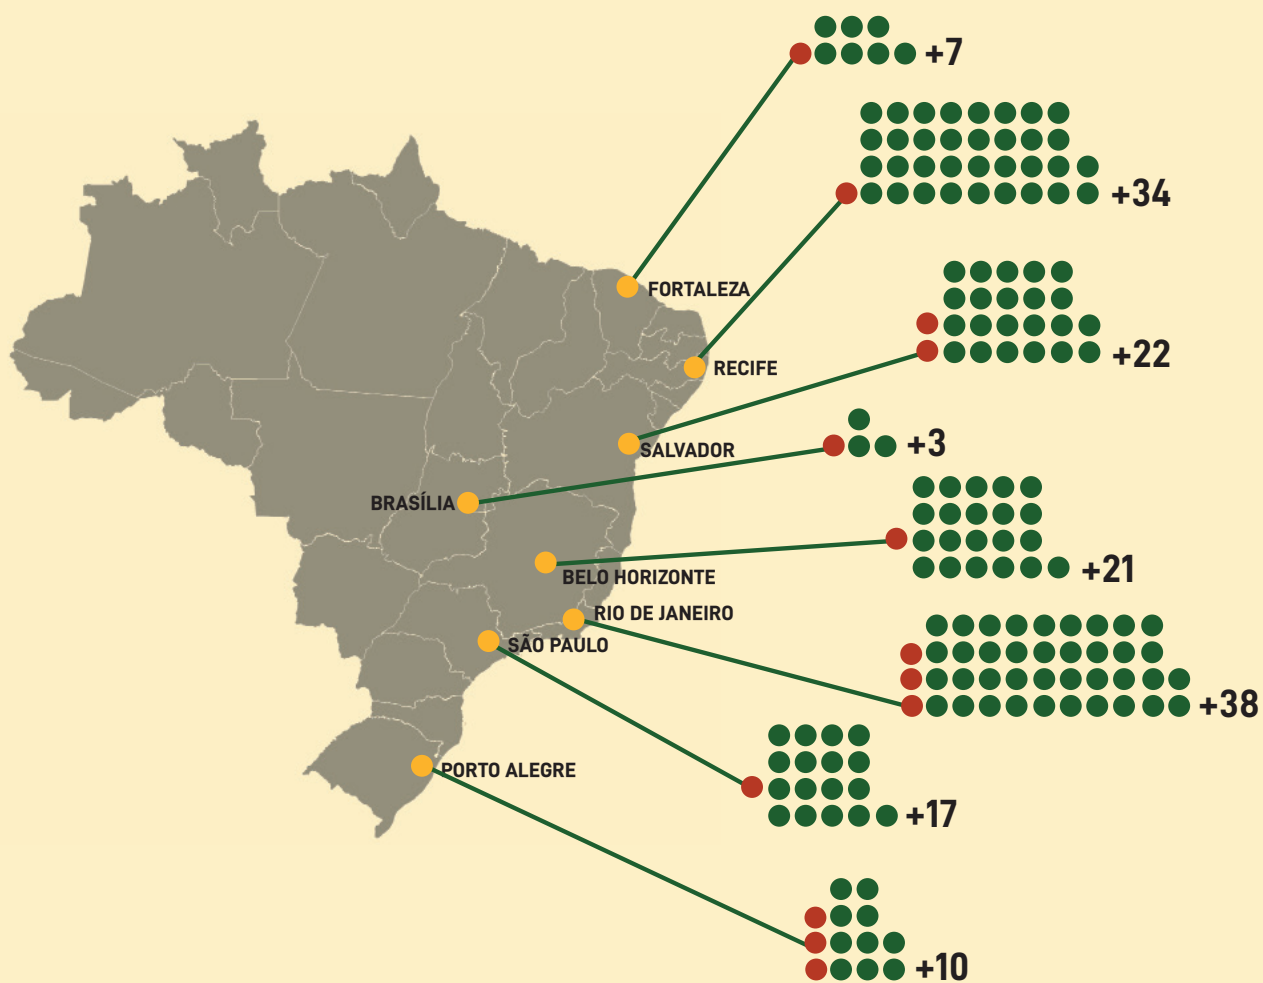 +7
+34
FORTALEZA
+22
RECIFE
+3
SALVADOR
BRASÍLIA
+21
BELO HORIZONTE
RIO DE JANEIRO
SÃO PAULO
+38
PORTO ALEGRE
+17
+10